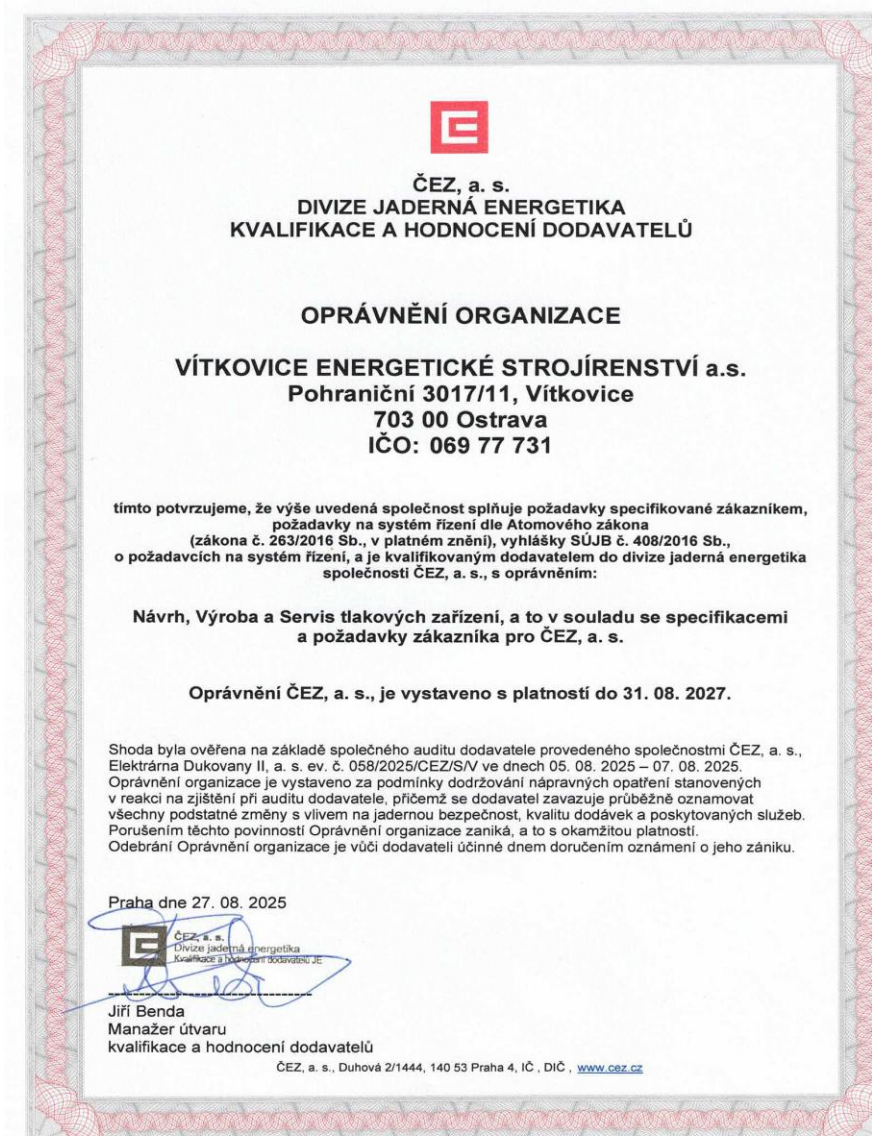 ČEZ, a. s.
DIVIZE JADERNÁ ENERGETIKA
KVALIFIKACE A HODNOCENÍ DODAVATELŮ
OPRÁVNĚNÍ ORGANIZACE
VÍTKOVICE ENERGETICKÉ STROJÍRENSTVÍ a.s.
Pohraniční 3017/11, Vítkovice
703 00 Ostrava
IČO: 069 77 731
tímto potvrzujeme, že výše uvedená společnost splňuje požadavky specifikované zákazníkem,
požadavky na systém řízení dle Atomového zákona
(zákona č. 263/2016 Sb., v platném znění), vyhlášky SÚJB č. 408/2016 Sb.,
o požadavcích na systém řízení, a je kvalifikovaným dodavatelem do divize jaderná energetika
společnosti ČEZ, a. s., s oprávněním:
Návrh, Výroba a Servis tlakových zařízení, a to v souladu se specifikacemi
a požadavky zákazníka pro ČEZ, a. s.
Oprávnění ČEZ, a. s., je vystaveno s platností do 31. 08. 2027.
Shoda byla ověřena na základě společného auditu dodavatele provedeného společnostmi ČEZ, a. s.,
Elektrárna Dukovany II, a. s. ev. č. 058/2025/CEZ/S/V ve dnech 05. 08. 2025 – 07. 08. 2025.
Oprávnění organizace je vystaveno za podmínky dodržování nápravných opatření stanovených
v reakci na zjištění při auditu dodavatele, přičemž se dodavatel zavazuje průběžně oznamovat
všechny podstatné změny s vlivem na jadernou bezpečnost, kvalitu dodávek a poskytovaných služeb.
Porušením těchto povinností Oprávnění organizace zaniká, a to s okamžitou platností.
Odebrání Oprávnění organizace je vůči dodavateli účinné dnem doručením oznámení o jeho zániku.
Praha dne 27. 08. 2025
ČEZ, a. s.
Divize jaderná energetika
Kvalifikace a hodnocení dodavatelů JE
Jiří Benda
Manažer útvaru
kvalifikace a hodnocení dodavatelů
ČEZ, a. s., Duhová 2/1444, 140 53 Praha 4, IČ , DIČ , www.cez.cz